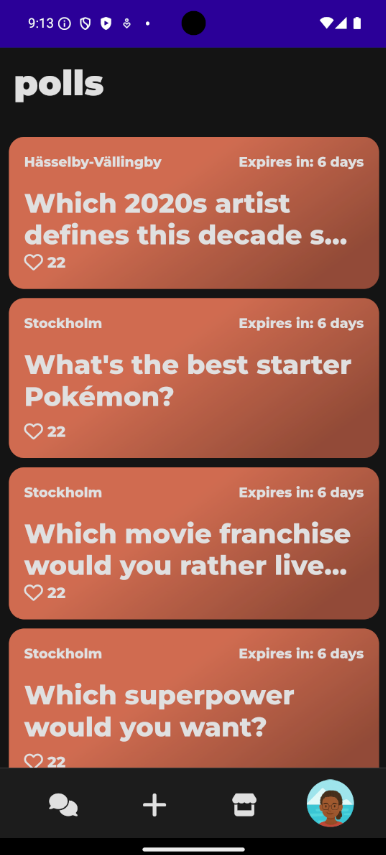 9:13
polls
Hässelby-Vällingby Expires in: 6 days
Which 2020s artist
defines this decade s...
22
Stockholm Expires in: 6 days
What's the best starter
Pokémon?
22
Stockholm Expires in: 6 days
Which movie franchise
would you rather live...
22
Stockholm Expires in: 6 days
Which superpower
would you want?
22